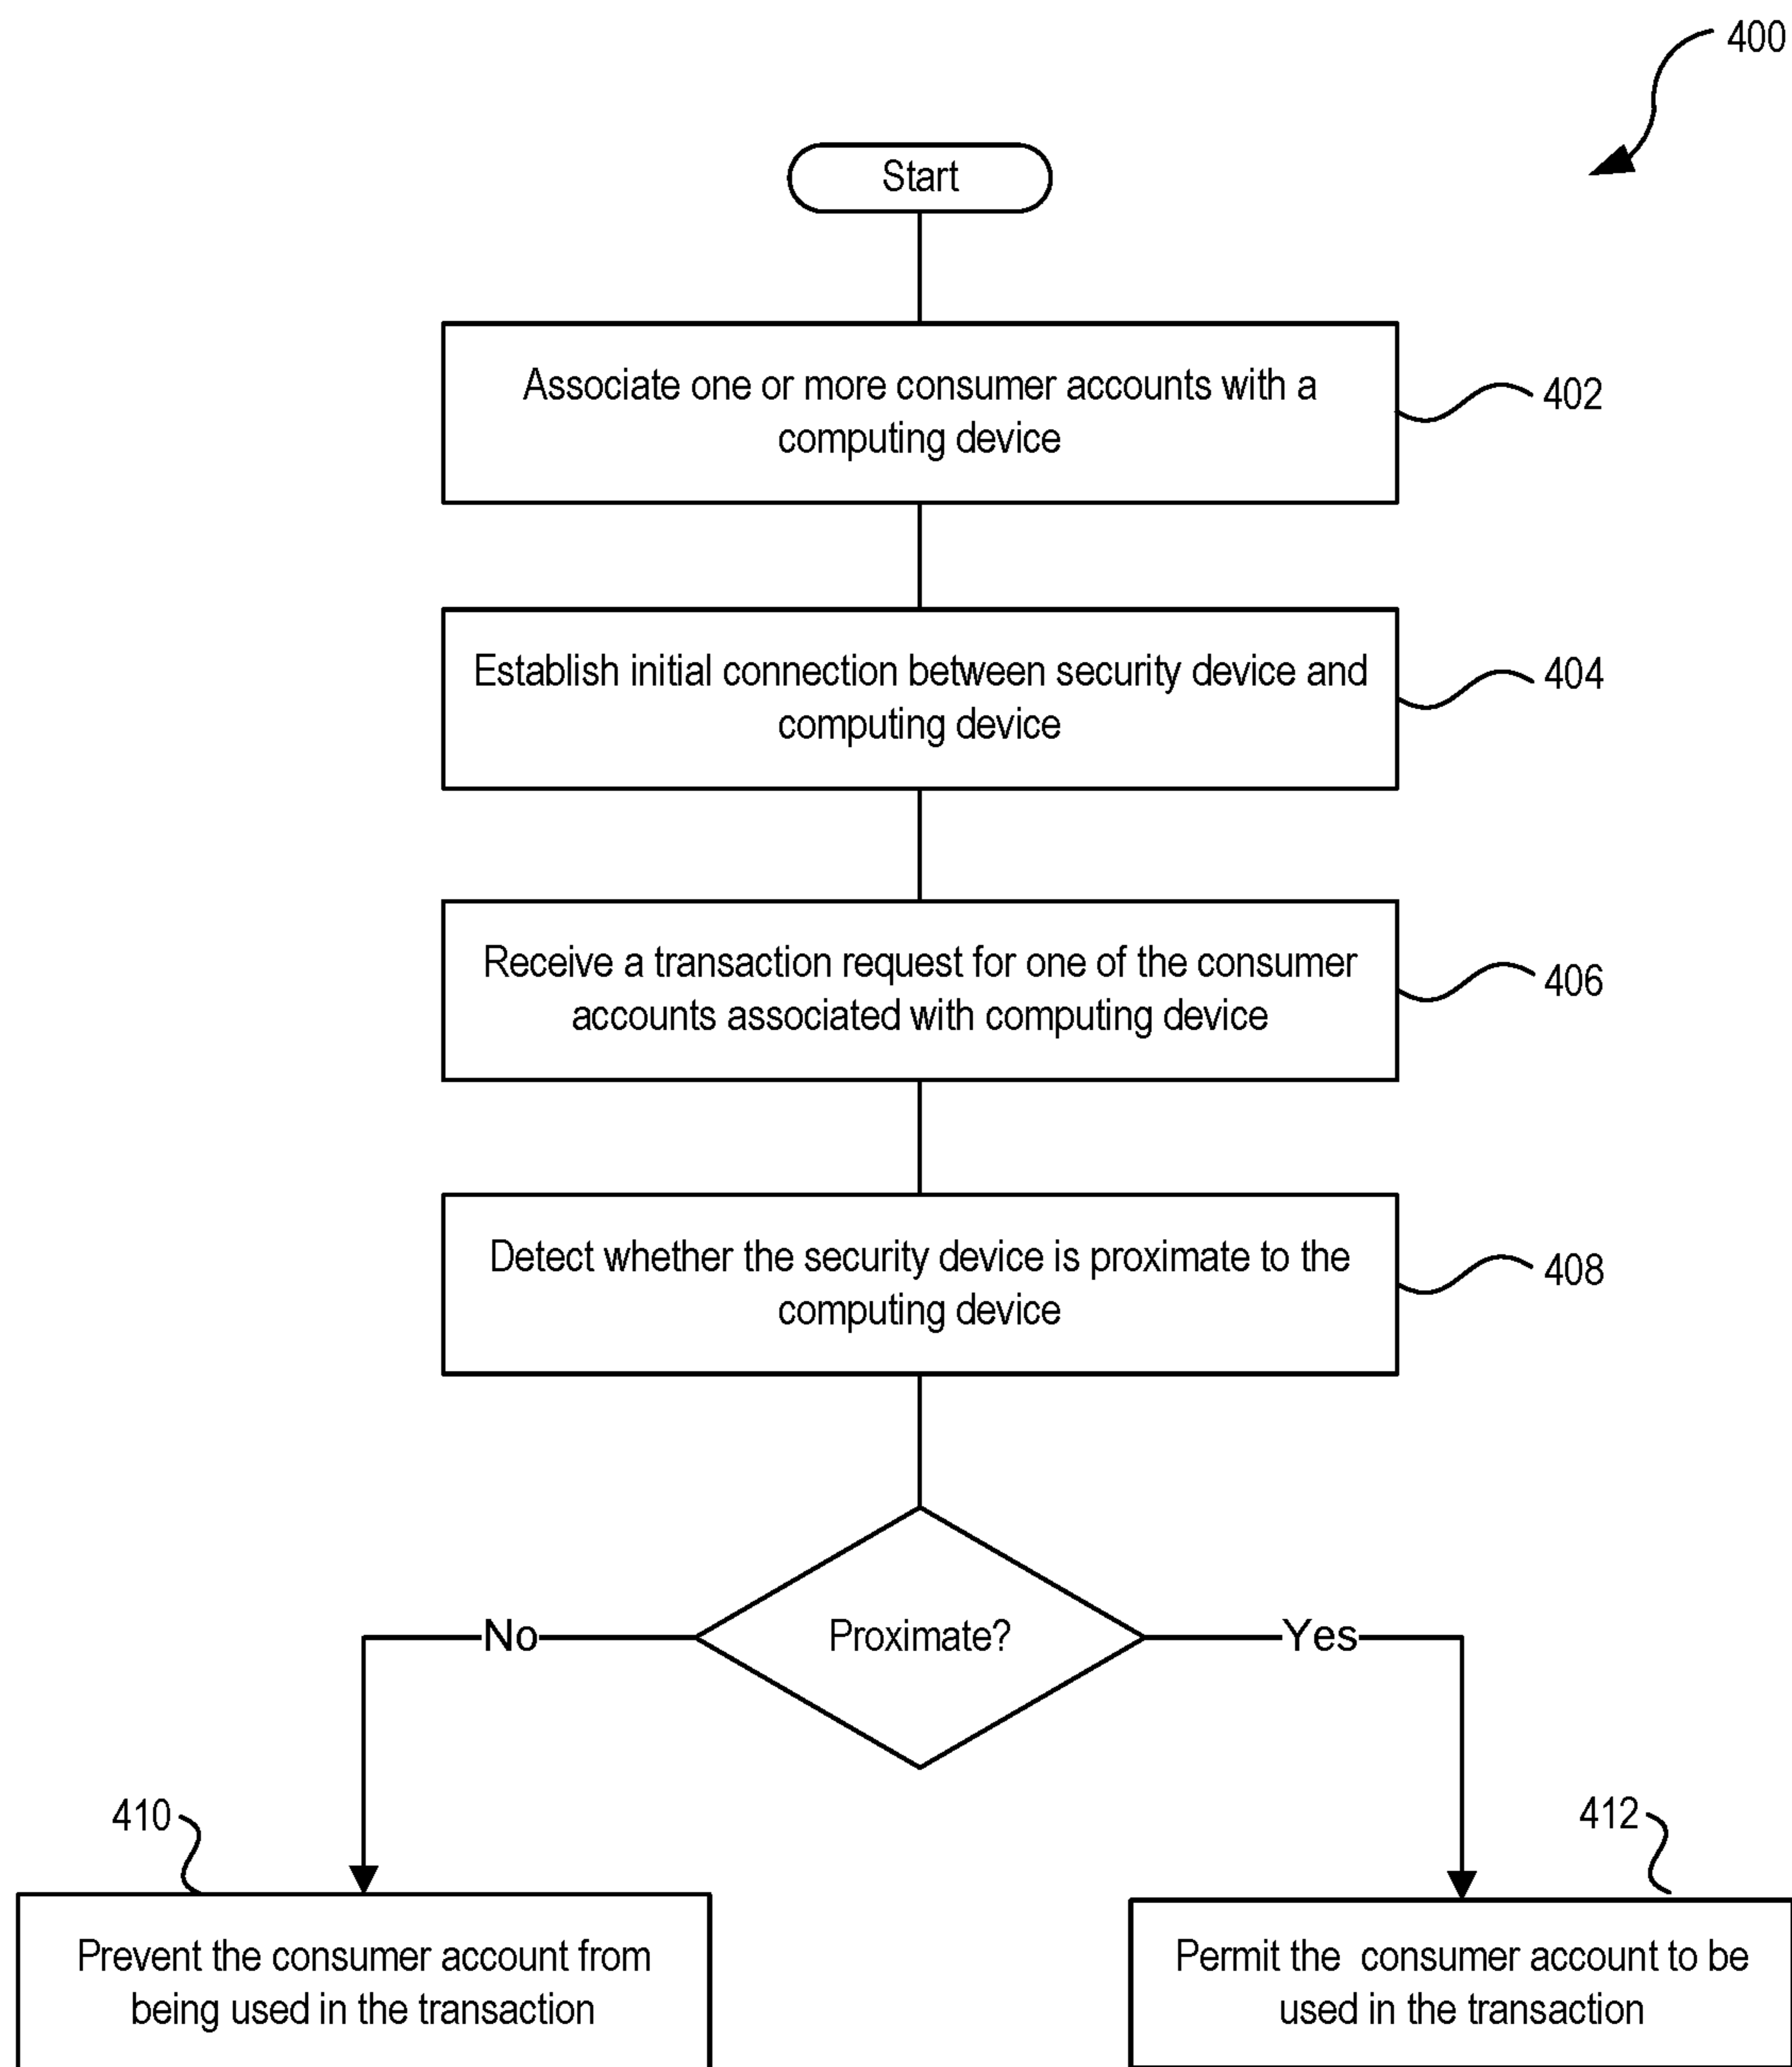 400
Start
Associate one or more consumer accounts with a
computing device
402
Establish initial connection between security device and
computing device
404
Receive a transaction request for one of the consumer
accounts associated with computing device
406
Detect whether the security device is proximate to the
computing device
408
No
Proximate?
Yes
410
412
Prevent the consumer account from
being used in the transaction
Permit the consumer account to be
used in the transaction